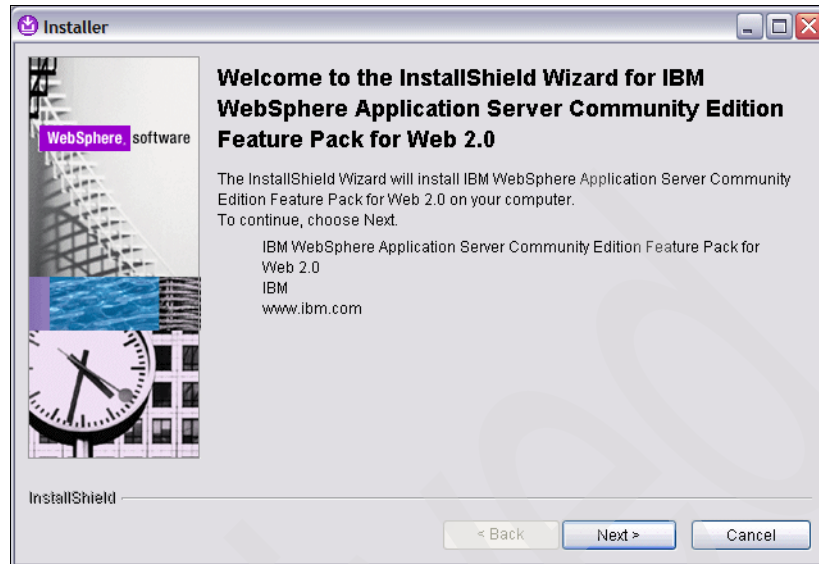 Installer
WebSphere. software
Welcome to the InstallShield Wizard for IBM
WebSphere Application Server Community Edition
Feature Pack for Web 2.0
The InstallShield Wizard will install IBM WebSphere Application Server Community
Edition Feature Pack for Web 2.0 on your computer.
To continue, choose Next.
IBM WebSphere Application Server Community Edition Feature Pack for
Web 2.0
IBM
www.ibm.com
InstallShield
< Back
Next >
Cancel